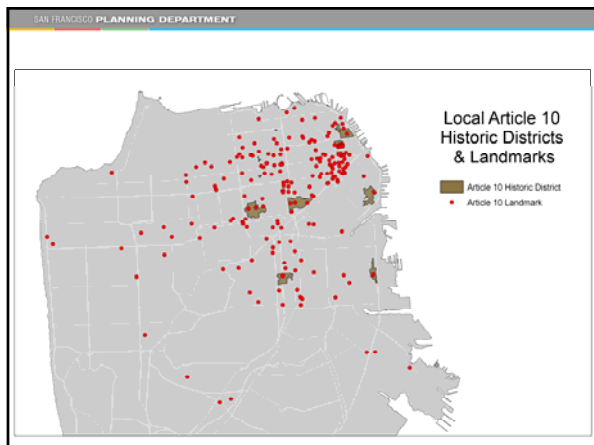 SAN FRANCISCO PLANNING DEPARTMENT
Local Article 10
Historic Districts
& Landmarks
Article 10 Historic District
Article 10 Landmark